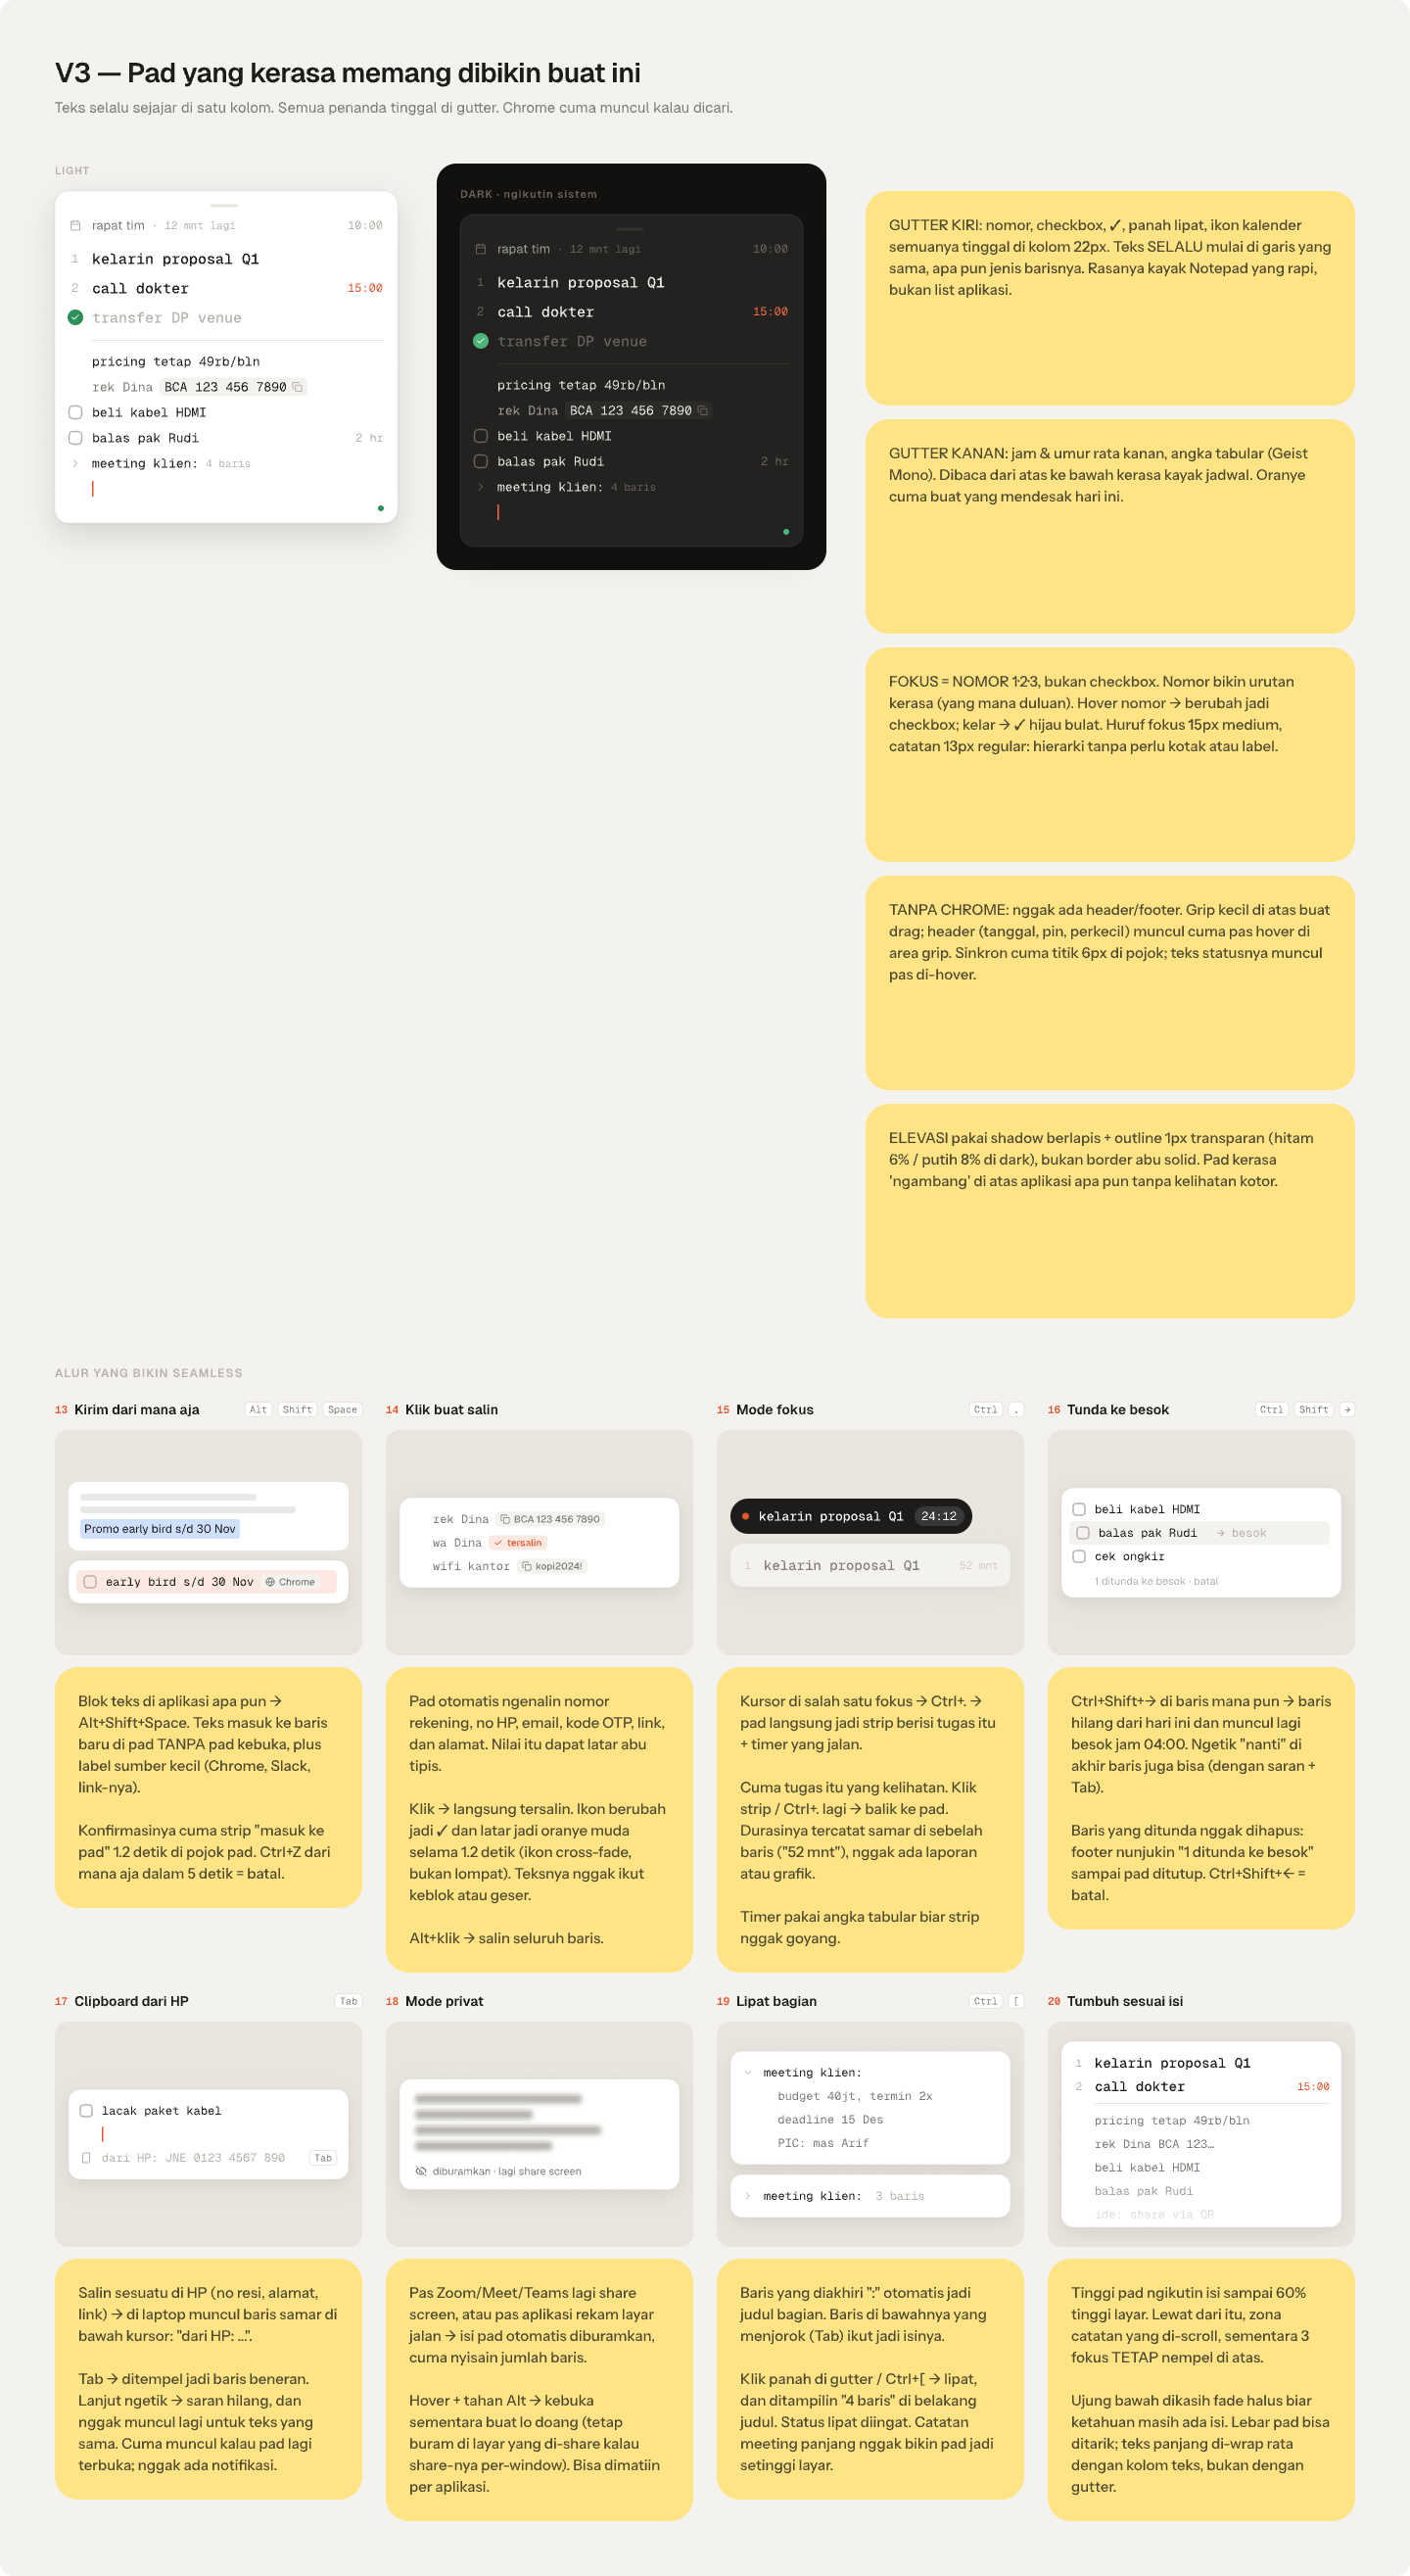 V3 — Pad yang kerasa memang dibikin buat ini
Teks selalu sejajar di satu kolom. Semua penanda tinggal di gutter. Chrome cuma muncul kalau dicari.
LIGHT
rapat tim · 12 mnt lagi 10:00
1 kelarin proposal Q1
2 call dokter 15:00
transfer DP venue
pricing tetap 49rb/bln
rek Dina BCA 123 456 7890
beli kabel HDMI
balas pak Rudi 2 hr
meeting klien: 4 baris
DARK · ngikutin sistem
rapat tim · 12 mnt lagi 10:00
1 kelarin proposal Q1
2 call dokter 15:00
transfer DP venue
pricing tetap 49rb/bln
rek Dina BCA 123 456 7890
beli kabel HDMI
balas pak Rudi 2 hr
meeting klien: 4 baris
GUTTER KIRI: nomor, checkbox, ✓, panah lipat, ikon kalender
semuanya tinggal di kolom 22px. Teks SELALU mulai di garis yang
sama, apa pun jenis barisnya. Rasanya kayak Notepad yang rapi,
bukan list aplikasi.
GUTTER KANAN: jam & umur rata kanan, angka tabular (Geist
Mono). Dibaca dari atas ke bawah kerasa kayak jadwal. Oranye
cuma buat yang mendesak hari ini.
FOKUS = NOMOR 1·2·3, bukan checkbox. Nomor bikin urutan
kerasa (yang mana duluan). Hover nomor → berubah jadi
checkbox; kelar → ✓ hijau bulat. Huruf fokus 15px medium,
catatan 13px regular: hierarki tanpa perlu kotak atau label.
TANPA CHROME: nggak ada header/footer. Grip kecil di atas buat
drag; header (tanggal, pin, perkecil) muncul cuma pas hover di
area grip. Sinkron cuma titik 6px di pojok; teks statusnya muncul
pas di-hover.
ELEVASI pakai shadow berlapis + outline 1px transparan (hitam
6% / putih 8% di dark), bukan border abu solid. Pad kerasa
'ngambang' di atas aplikasi apa pun tanpa kelihatan kotor.
ALUR YANG BIKIN SEAMLESS
13 Kirim dari mana aja Alt Shift Space
Promo early bird s/d 30 Nov
early bird s/d 30 Nov Chrome
Blok teks di aplikasi apa pun →
Alt+Shift+Space. Teks masuk ke baris
baru di pad TANPA pad kebuka, plus
label sumber kecil (Chrome, Slack,
link-nya).
Konfirmasinya cuma strip "masuk ke
pad" 1.2 detik di pojok pad. Ctrl+Z dari
mana aja dalam 5 detik = batal.
14 Klik buat salin
rek Dina BCA 123 456 7890
wa Dina tersalin
wifi kantor kopi2024!
Pad otomatis ngenalin nomor
rekening, no HP, email, kode OTP, link,
dan alamat. Nilai itu dapat latar abu
tipis.
Klik → langsung tersalin. Ikon berubah
jadi ✓ dan latar jadi oranye muda
selama 1.2 detik (ikon cross-fade,
bukan lompat). Teksnya nggak ikut
keblok atau geser.
Alt+klik → salin seluruh baris.
15 Mode fokus Ctrl .
kelarin proposal Q1 24:12
1 kelarin proposal Q1 52 mnt
Kursor di salah satu fokus → Ctrl+. →
pad langsung jadi strip berisi tugas itu
+ timer yang jalan.
Cuma tugas itu yang kelihatan. Klik
strip / Ctrl+. lagi → balik ke pad.
Durasinya tercatat samar di sebelah
baris ("52 mnt"), nggak ada laporan
atau grafik.
Timer pakai angka tabular biar strip
nggak goyang.
16 Tunda ke besok Ctrl Shift →
beli kabel HDMI
balas pak Rudi → besok
cek ongkir
1 ditunda ke besok · batal
Ctrl+Shift+→ di baris mana pun → baris
hilang dari hari ini dan muncul lagi
besok jam 04:00. Ngetik "nanti" di
akhir baris juga bisa (dengan saran +
Tab).
Baris yang ditunda nggak dihapus:
footer nunjukin "1 ditunda ke besok"
sampai pad ditutup. Ctrl+Shift+← =
batal.
17 Clipboard dari HP Tab
lacak paket kabel
dari HP: JNE 0123 4567 890 Tab
Salin sesuatu di HP (no resi, alamat,
link) → di laptop muncul baris samar di
bawah kursor: "dari HP: …".
Tab → ditempel jadi baris beneran.
Lanjut ngetik → saran hilang, dan
nggak muncul lagi untuk teks yang
sama. Cuma muncul kalau pad lagi
terbuka; nggak ada notifikasi.
18 Mode privat
diburamkan · lagi share screen
Pas Zoom/Meet/Teams lagi share
screen, atau pas aplikasi rekam layar
jalan → isi pad otomatis diburamkan,
cuma nyisain jumlah baris.
Hover + tahan Alt → kebuka
sementara buat lo doang (tetap
buram di layar yang di-share kalau
share-nya per-window). Bisa dimatiin
per aplikasi.
19 Lipat bagian Ctrl [
meeting klien:
budget 40jt, termin 2x
deadline 15 Des
PIC: mas Arif
meeting klien: 3 baris
Baris yang diakhiri ":" otomatis jadi
judul bagian. Baris di bawahnya yang
menjorok (Tab) ikut jadi isinya.
Klik panah di gutter / Ctrl+[ → lipat,
dan ditampilin "4 baris" di belakang
judul. Status lipat diingat. Catatan
meeting panjang nggak bikin pad jadi
setinggi layar.
20 Tumbuh sesuai isi
1 kelarin proposal Q1
2 call dokter 15:00
pricing tetap 49rb/bln
rek Dina BCA 123…
beli kabel HDMI
balas pak Rudi
ide: share via QR
Tinggi pad ngikutin isi sampai 60%
tinggi layar. Lewat dari itu, zona
catatan yang di-scroll, sementara 3
fokus TETAP nempel di atas.
Ujung bawah dikasih fade halus biar
ketahuan masih ada isi. Lebar pad bisa
ditarik; teks panjang di-wrap rata
dengan kolom teks, bukan dengan
gutter.